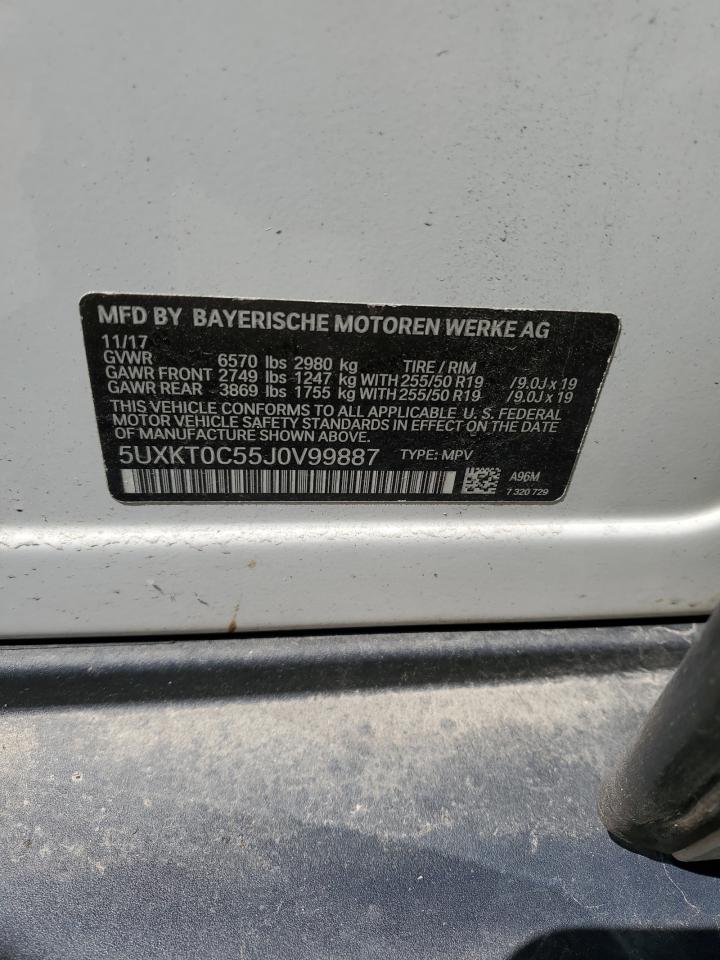 MFD BY BAYERISCHE MOTOREN WERKE AG
11/17
GVWR 6570 lbs 2980 kg TIRE / RIM
GAWR FRONT 2749 lbs 1247 kg WITH 255/50 R19 /9.0J x 19
GAWR REAR 3869 lbs 1755 kg WITH 255/50 R19 /9.0J x 19
THIS VEHICLE CONFORMS TO ALL APPLICABLE U. S. FEDERAL
MOTOR VEHICLE SAFETY STANDARDS IN EFFECT ON THE DATE
OF MANUFACTURE SHOWN ABOVE.
5UXKT0C55J0V99887 TYPE: MPV A96M
7 320 729